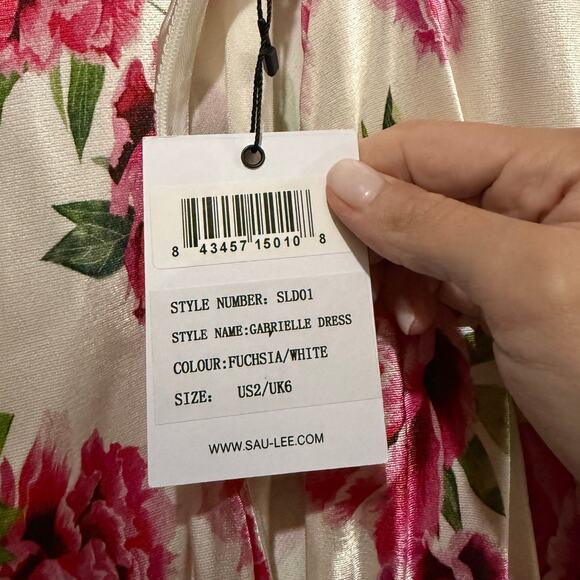 8 43457 15010 8
STYLE NUMBER: SLD01
STYLE NAME:GABRIELLE DRESS
COLOUR:FUCHSIA/WHITE
SIZE: US2/UK6
WWW.SAU-LEE.COM